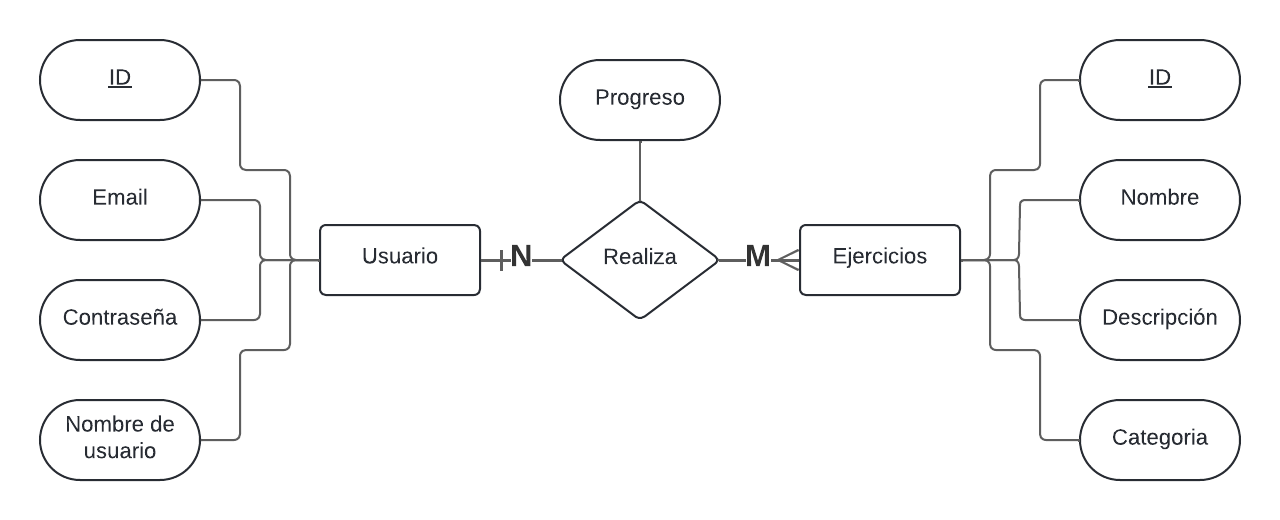 ID
Email
Contraseña
Nombre de
usuario
Usuario
N
Progreso
Realiza
M
Ejercicios
ID
Nombre
Descripción
Categoria